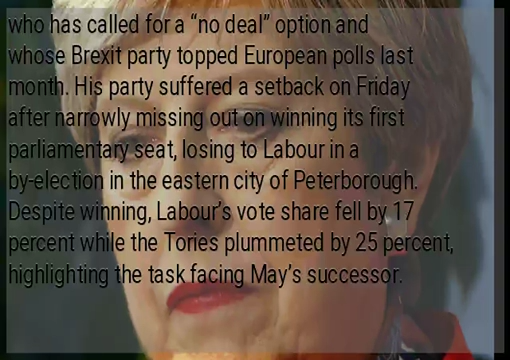 who has called for a “no deal” option and
whose Brexit party topped European polls last
month. His party suffered a setback on Friday
after narrowly missing out on winning its first
parliamentary seat, losing to Labour in a
by-election in the eastern city of Peterborough.
Despite winning, Labour’s vote share fell by 17
percent while the Tories plummeted by 25 percent,
highlighting the task facing May’s successor.